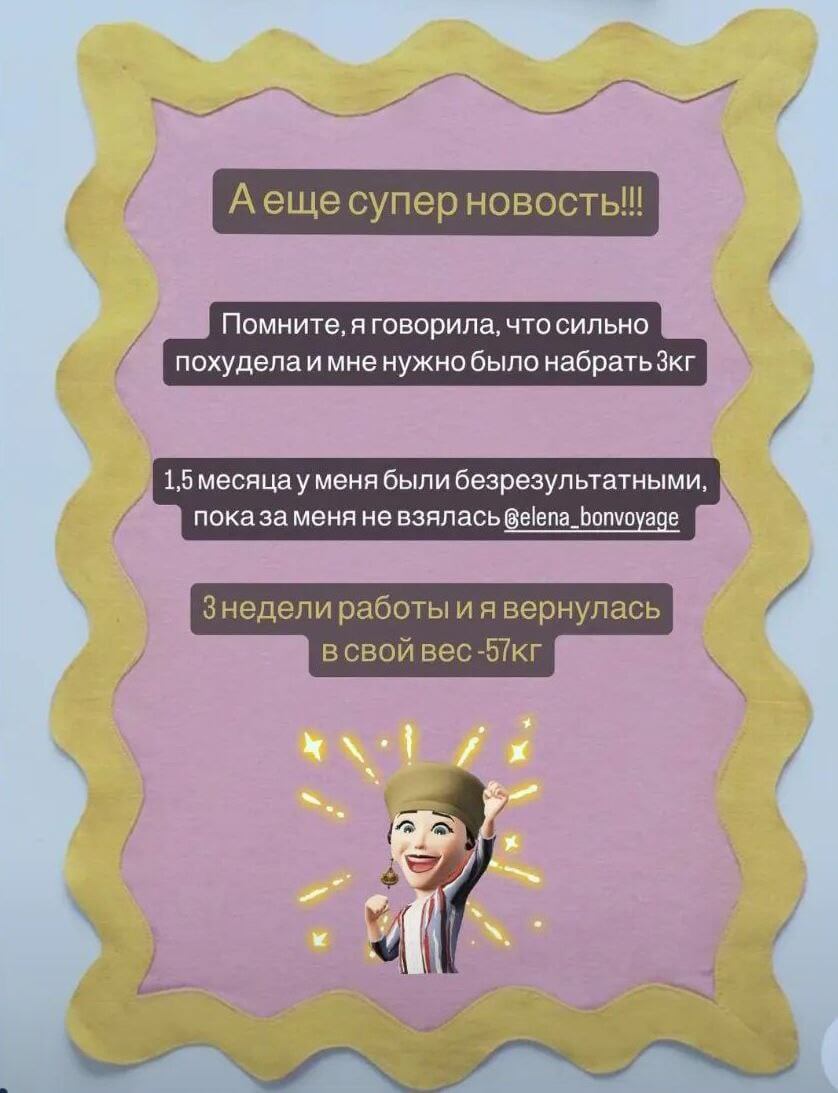 А еще супер новость!!!
Помните, я говорила, что сильно
похудела и мне нужно было набрать 3кг
1,5 месяца у меня были безрезультатными,
пока за меня не взялась @elena_bonvoyage
3 недели работы и я вернулась
в свой вес -57кг